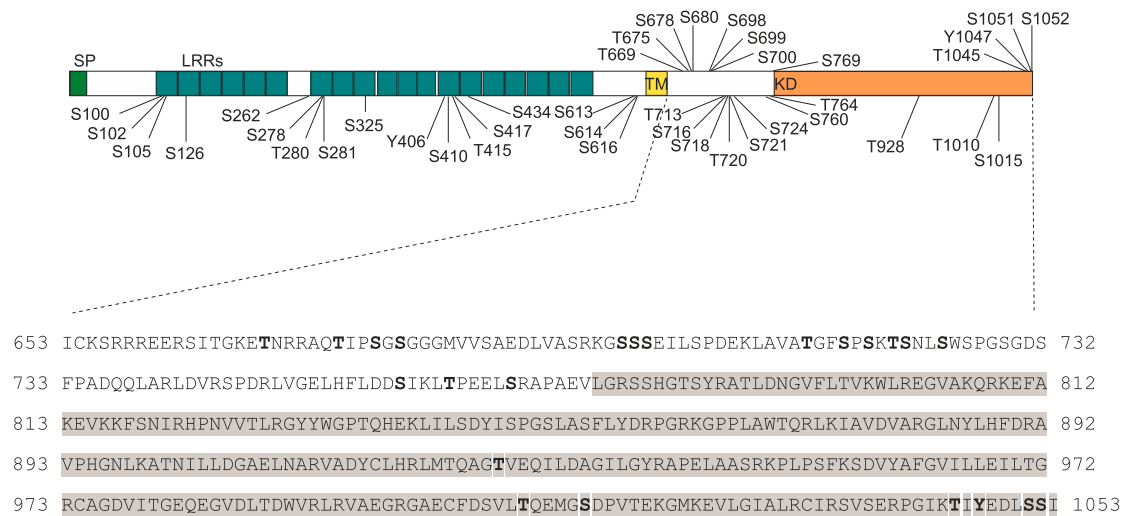 S1051 S1052
S678 S680 S698
Y1047
T675 S699
T669 S700 T1045
SP LRRs S769
TM KD
S100 S262 S434 S613 T713 T764
S102 S278 S325 Y406 S417 S614 S716 S724 S760
S105 S126 T280 S281 S410 T415 S616 S718 S721 T928 T1010
T720 S1015
653 ICKSRRREERSITGKETNRRAQTIPSGSGGGMVVSAEDLVASRKGSSSEILSPDEKLAVATGFSPSKTSNLSWSPGSGDS 732
733 FPADQQLARLDVRSPDRLVGELHFLDDSIKLTPEELSRAPAEVLGRSSHGTSYRATLDNGVFLTVKWLREGVAKQRKEFA 812
813 KEVKKFSNIRHPNVVTLRGYYWGPTQHEKLILSDYISPGSLASFLYDRPGRKGPPLAWTQRLKIAVDVARGLNYLHFDRA 892
893 VPHGNLKATNILLDGAELNARVADYCLHRLMTQAGTVEQILDAGILGYRAPELAASRKPLPSFKSDVYAFGVILLEILTG 972
973 RCAGDVITGEQEGVDLTDWVRLRVAEGRGAECFDSVLTQEMGSDPVTEKGMKEVLGIALRCIRSVSERPGIKTIYEDLSSI 1053